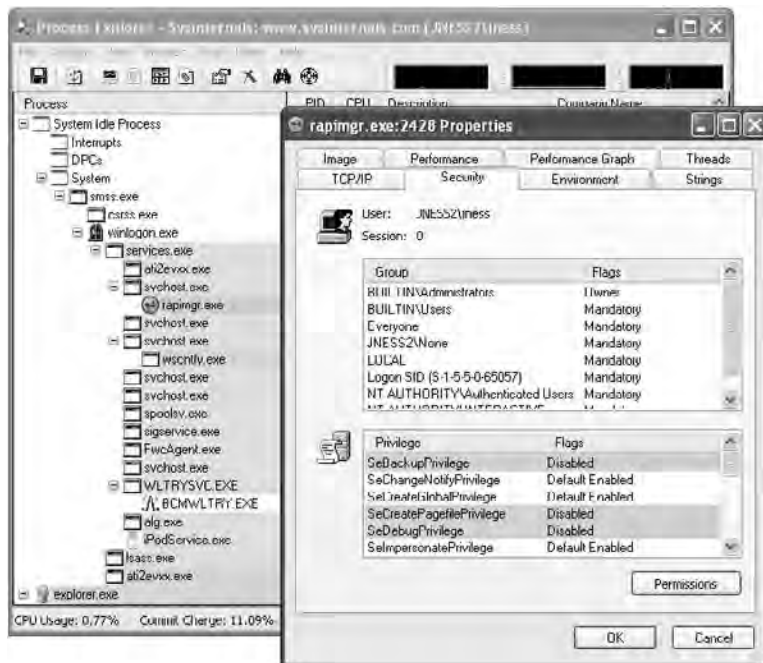 Process Explorer - Sysinternals: www.sysinternals.com (JNESS2\jness)
Process
PID CPU Description Company Name
System Idle Process
Interrupts
DPCs
System
smss.exe
csrss.exe
winlogon.exe
services.exe
ati2evxx.exe
svchost.exe
rapimgr.exe
svchost.exe
svchost.exe
wscntfy.exe
svchost.exe
svchost.exe
spoolsv.exe
sigservice.exe
FwcAgent.exe
svchost.exe
WLTRYSVC.EXE
BCMWLTRY.EXE
alg.exe
iPodService.exe
lsass.exe
ati2evxx.exe
explorer.exe
CPU Usage: 0.77% Commit Charge: 11.09%
rapimgr.exe:2428 Properties
Image Performance Performance Graph Threads
TCP/IP Security Environment Strings
User: JNESS2\jness
Session: 0
Group Flags
BUILTIN\Administrators Owner
BUILTIN\Users Mandatory
Everyone Mandatory
JNESS2\None Mandatory
LOCAL Mandatory
Logon SID (S-1-5-5-0-65057) Mandatory
NT AUTHORITY\Authenticated Users Mandatory
NT AUTHORITY\INTERACTIVE Mandatory
Privilege Flags
SeBackupPrivilege Disabled
SeChangeNotifyPrivilege Default Enabled
SeCreateGlobalPrivilege Default Enabled
SeCreatePagefilePrivilege Disabled
SeDebugPrivilege Disabled
SeImpersonatePrivilege Default Enabled
Permissions
OK Cancel